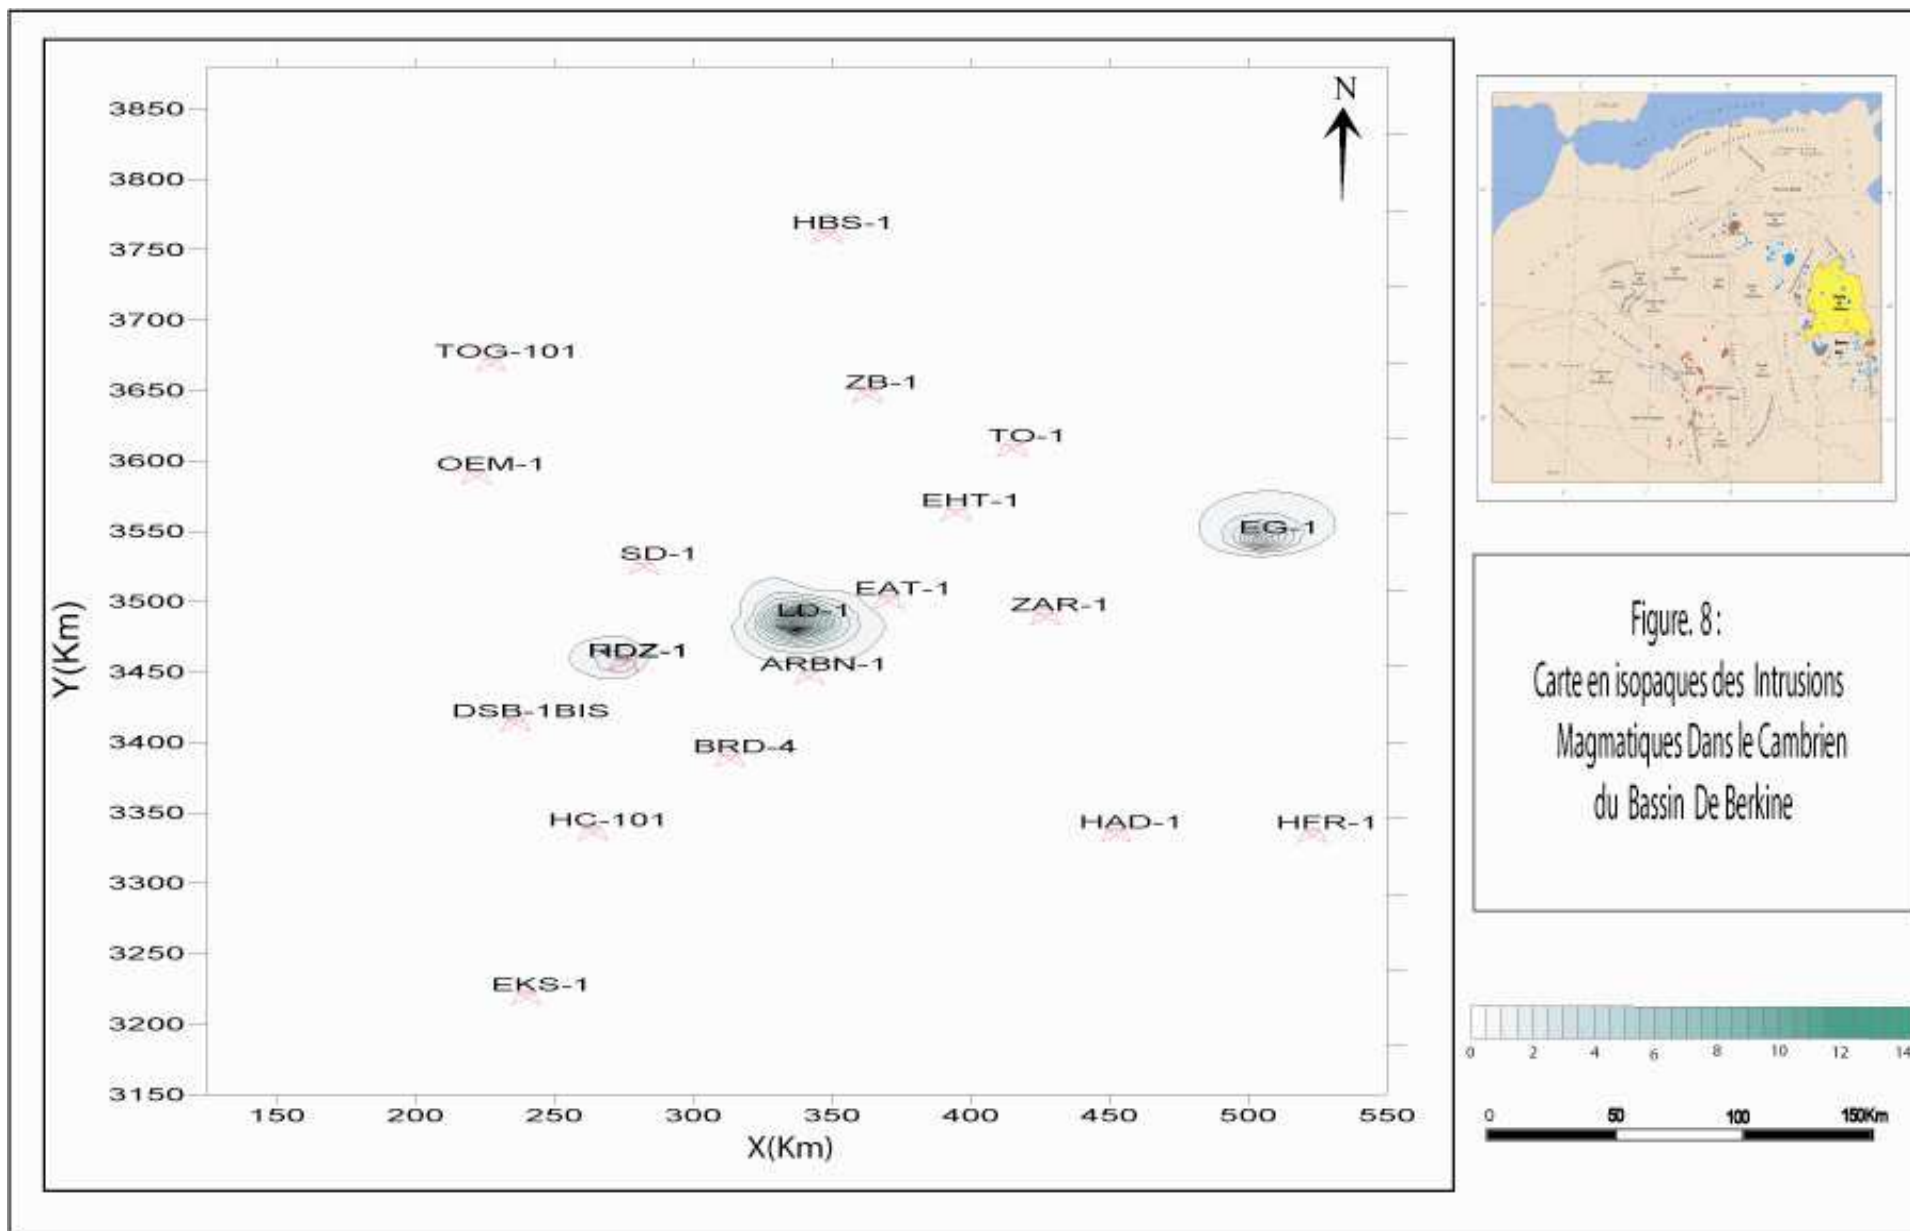 N
3850
3800
3750
3700
3650
3600
3550
3500
3450
3400
3350
3300
3250
3200
3150
Y(Km)
HBS-1
TOG-101
ZB-1
TO-1
OEM-1
EHT-1
EG-1
SD-1
EAT-1
ZAR-1
LD-1
RDZ-1
ARBN-1
DSB-1BIS
BRD-4
HC-101
HAD-1
HFR-1
EKS-1
150 200 250 300 350 400 450 500 550
X(Km)
Figure. 8 :
Carte en isopaques des Intrusions
Magmatiques Dans le Cambrien
du Bassin De Berkine
0 2 4 6 8 10 12 14
0 50 100 150Km